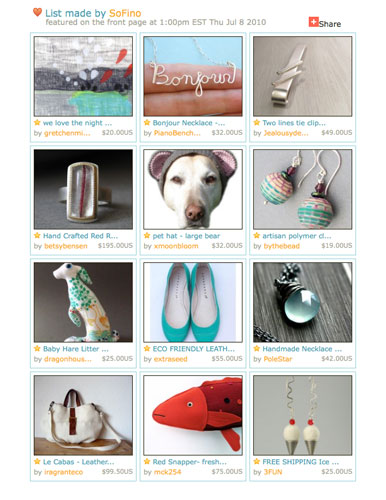 List made by SoFino
featured on the front page at 1:00pm EST Thu Jul 8 2010
Share
we love the night ...
by gretchenmi... $20.00US
Bonjour
Bonjour Necklace -...
by PianoBench... $32.00US
Two lines tie clip...
by Jealousyde... $49.00US
Hand Crafted Red R...
by betsybensen $195.00US
pet hat - large bear
by xmoonbloom $32.00US
artisan polymer cl...
by bythebead $19.00US
Baby Hare Litter ...
by dragonhous... $25.00US
ECO FRIENDLY LEATH...
by extraseed $55.00US
Handmade Necklace ...
by PoleStar $42.00US
Le Cabas - Leather...
by iragranteco $99.50US
Red Snapper- fresh...
by mck254 $75.00US
FREE SHIPPING Ice ...
by 3FUN $25.00US